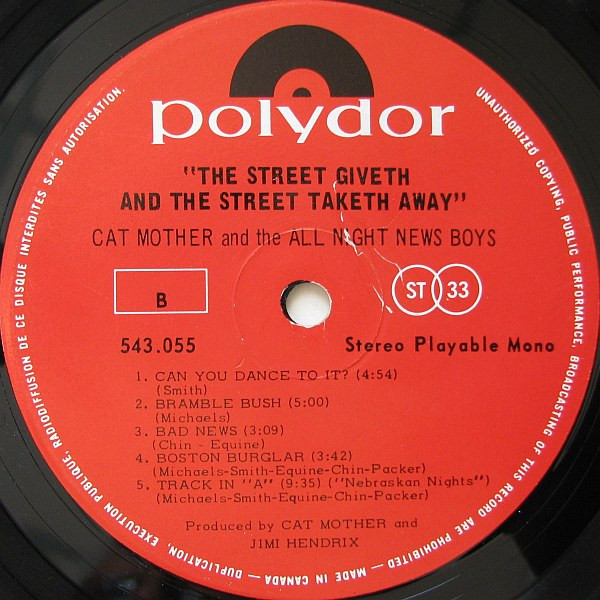 polydor
"THE STREET GIVETH
AND THE STREET TAKETH AWAY"
CAT MOTHER and the ALL NIGHT NEWS BOYS
B
ST 33
543.055
Stereo Playable Mono
1. CAN YOU DANCE TO IT? (4:54)
(Smith)
2. BRAMBLE BUSH (5:00)
(Michaels)
3. BAD NEWS (3:09)
(Chin - Equine)
4. BOSTON BURGLAR (3:42)
(Michaels-Smith-Equine-Chin-Packer)
5. TRACK IN "A" (9:35) ("Nebraskan Nights")
(Michaels-Smith-Equine-Chin-Packer)
Produced by CAT MOTHER and
JIMI HENDRIX
UNAUTHORIZED COPYING, PUBLIC PERFORMANCE, BROADCASTING OF THIS RECORD ARE PROHIBITED — MADE IN CANADA — DUPLICATION, EXECUTION PUBLIQUE, RADIODIFFUSION DE CE DISQUE INTERDITES SANS AUTORISATION.